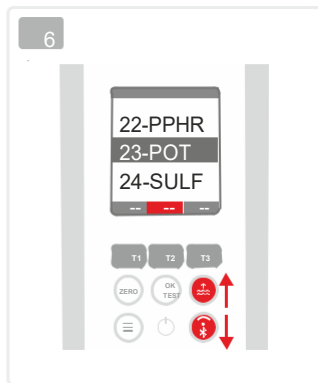 6
22-PPHR
23-POT
24-SULF
-- -- --
T1 T2 T3
ZERO OK
TEST